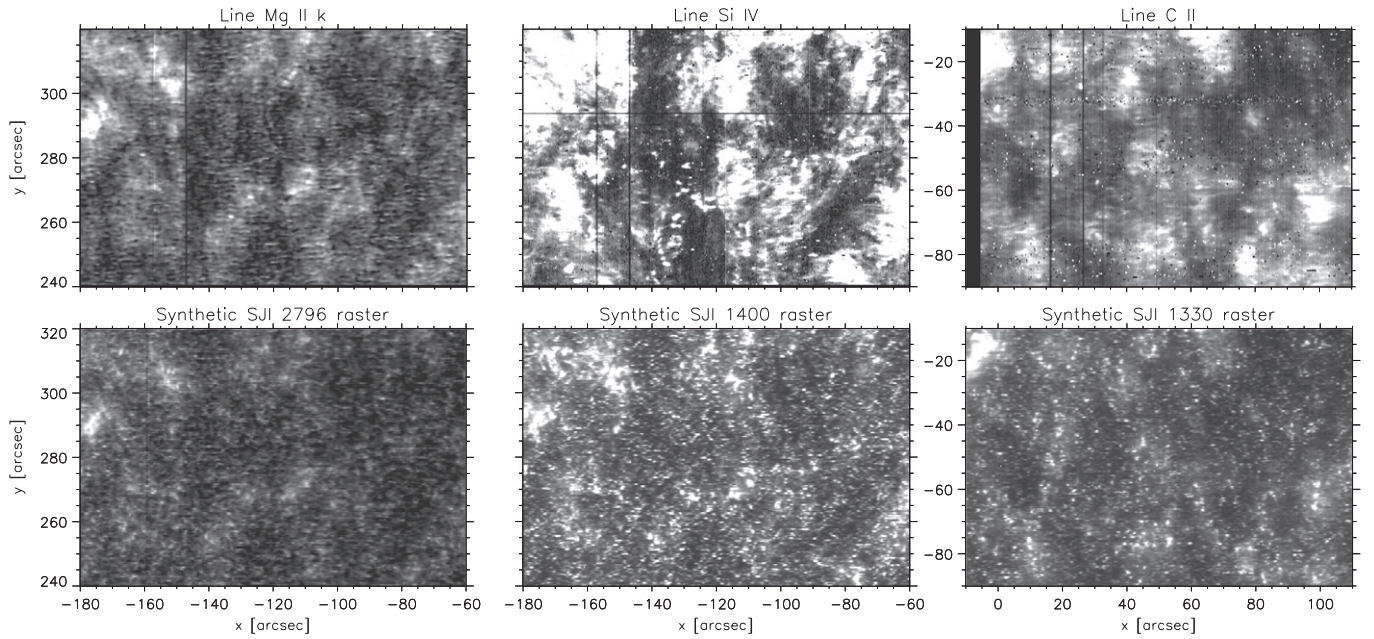 Line Mg II k
Line Si IV
Line C II
300
280
260
240
y [arcsec]
−20
−40
−60
−80
Synthetic SJI 2796 raster
Synthetic SJI 1400 raster
Synthetic SJI 1330 raster
320
300
280
260
240
y [arcsec]
−20
−40
−60
−80
−180 −160 −140 −120 −100 −80 −60
−180 −160 −140 −120 −100 −80 −60
0 20 40 60 80 100
x [arcsec]
x [arcsec]
x [arcsec]